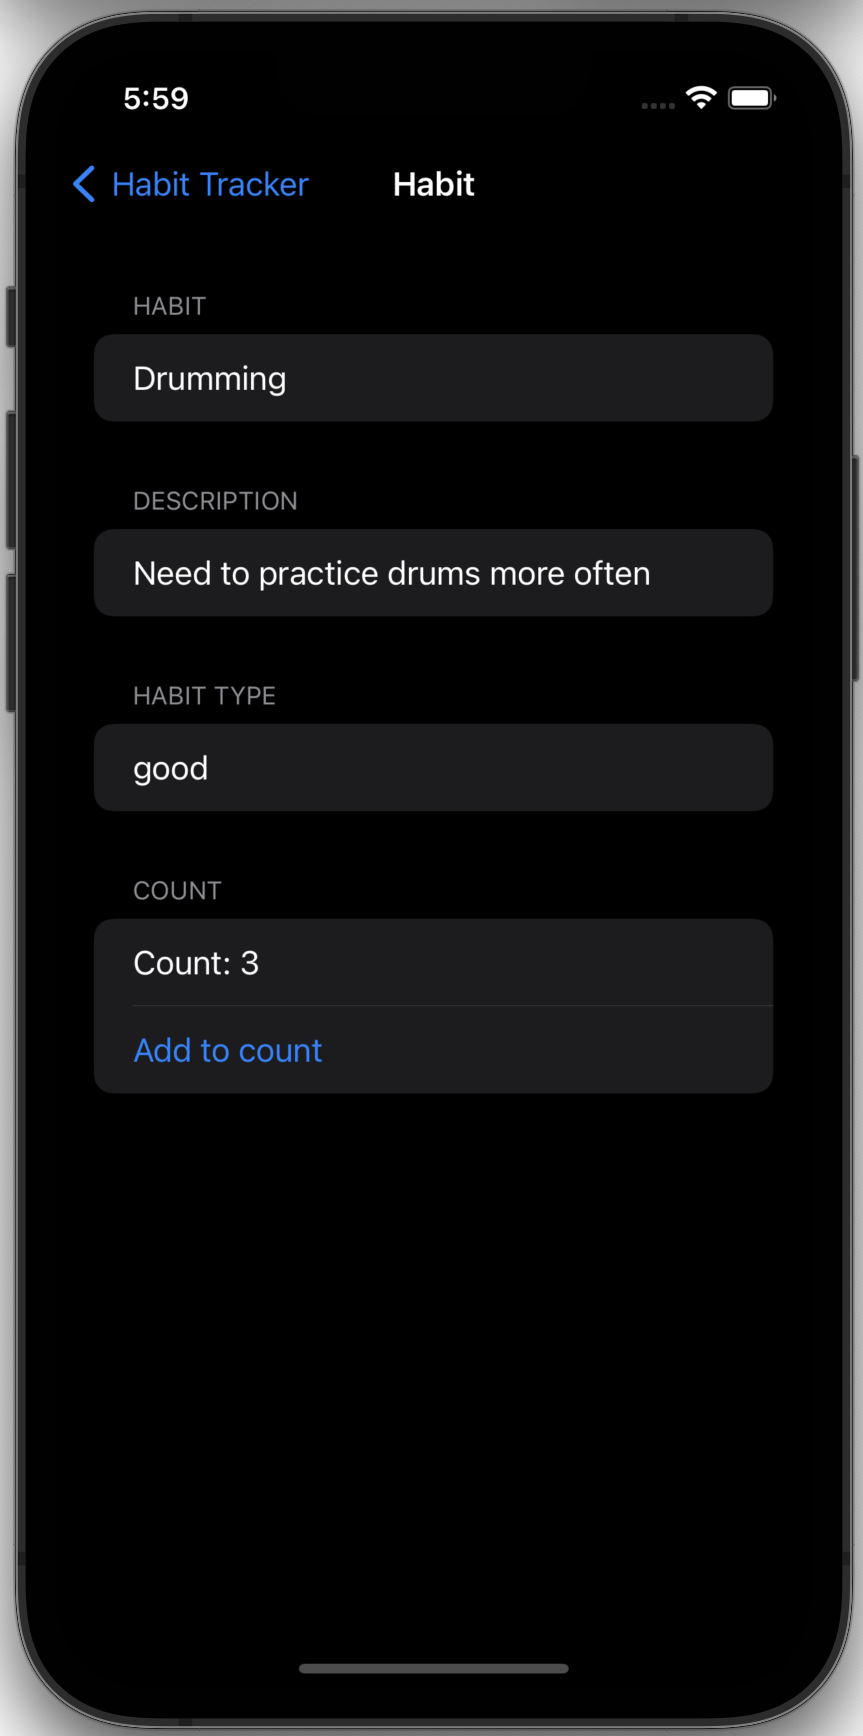 5:59
Habit Tracker
Habit
HABIT
Drumming
DESCRIPTION
Need to practice drums more often
HABIT TYPE
good
COUNT
Count: 3
Add to count